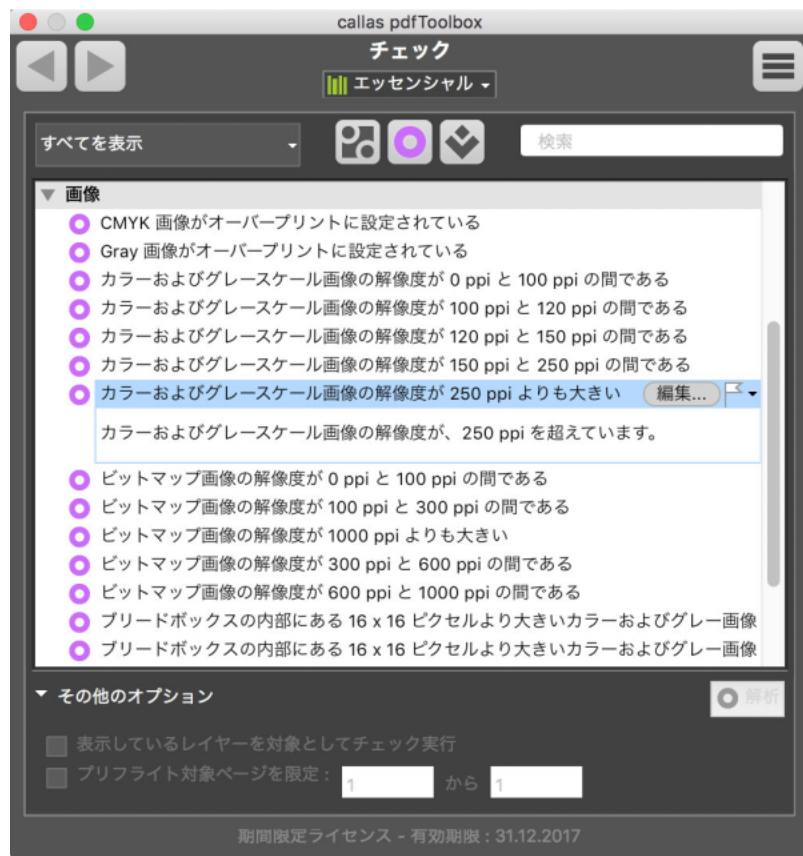 callas pdfToolbox
チェック
エッセンシャル
すべてを表示
検索
画像
CMYK 画像がオーバープリントに設定されている
Gray 画像がオーバープリントに設定されている
カラーおよびグレースケール画像の解像度が 0 ppi と 100 ppi の間である
カラーおよびグレースケール画像の解像度が 100 ppi と 120 ppi の間である
カラーおよびグレースケール画像の解像度が 120 ppi と 150 ppi の間である
カラーおよびグレースケール画像の解像度が 150 ppi と 250 ppi の間である
カラーおよびグレースケール画像の解像度が 250 ppi よりも大きい 編集...
カラーおよびグレースケール画像の解像度が、250 ppi を超えています。
ビットマップ画像の解像度が 0 ppi と 100 ppi の間である
ビットマップ画像の解像度が 100 ppi と 300 ppi の間である
ビットマップ画像の解像度が 1000 ppi よりも大きい
ビットマップ画像の解像度が 300 ppi と 600 ppi の間である
ビットマップ画像の解像度が 600 ppi と 1000 ppi の間である
ブリードボックスの内部にある 16 x 16 ピクセルより大きいカラーおよびグレー画像
ブリードボックスの内部にある 16 x 16 ピクセルより大きいカラーおよびグレー画像
その他のオプション
解析
表示しているレイヤーを対象としてチェック実行
プリフライト対象ページを限定： 1 から 1
期間限定ライセンス - 有効期限 : 31.12.2017